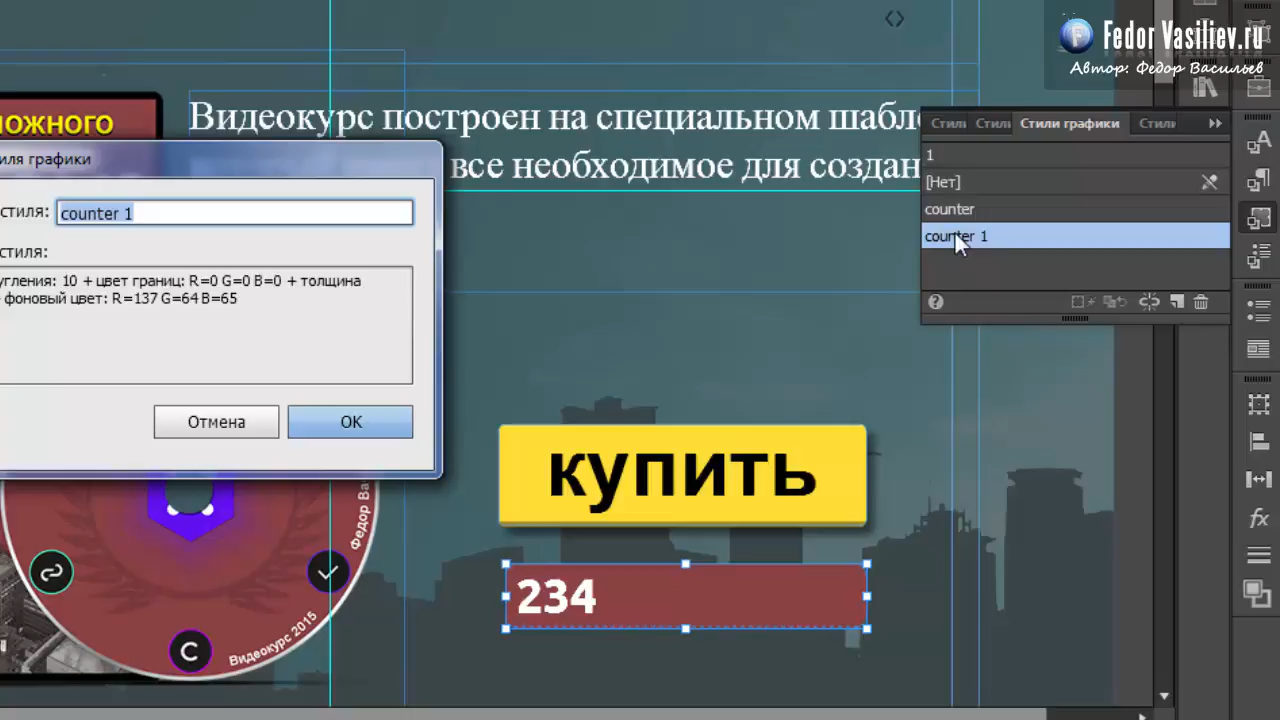 Fedor Vasiliev.ru
Автор: Федор Васильев
ЛОЖНОГО
Видеокурс построен на специальном шабло
все необходимое для создан
Стили
Стили
Стили графики
Стили
1
[Нет]
counter
counter 1
иля графики
стиля:
counter 1
стиля:
угления: 10 + цвет границ: R=0 G=0 B=0 + толщина
фоновый цвет: R=137 G=64 B=65
Отмена
OK
купить
234
Федор Ва
C
Видеокурс 2015